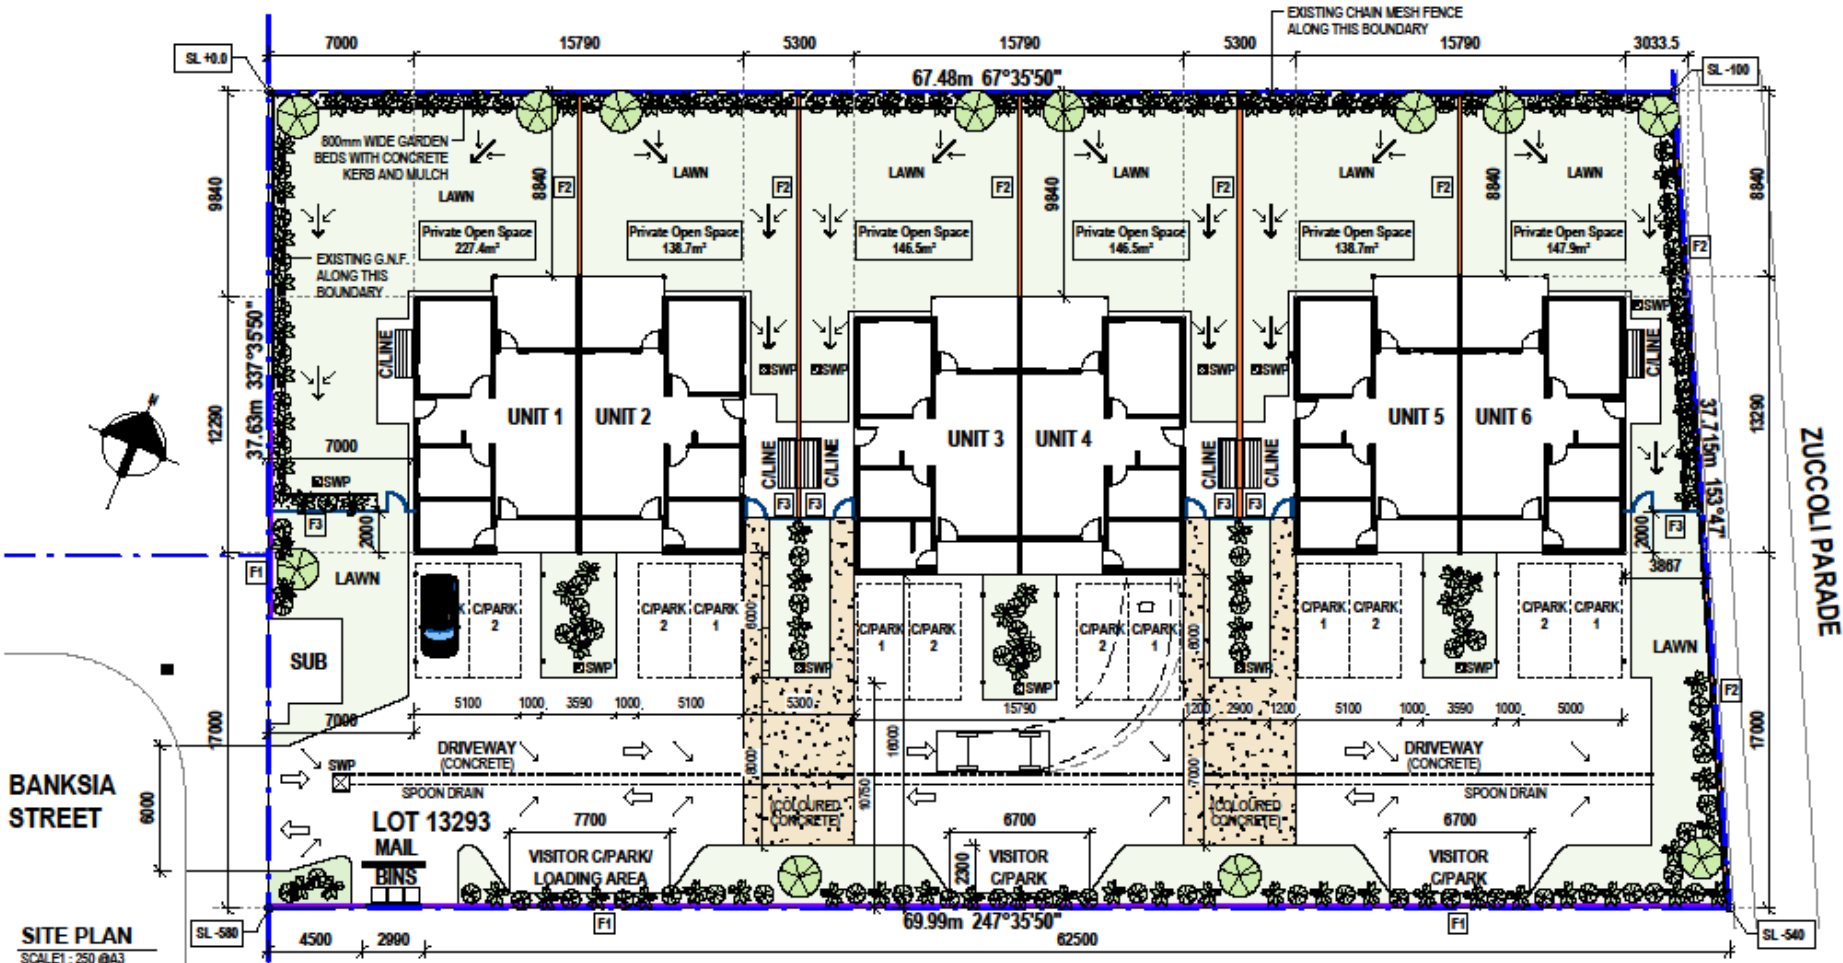 EXISTING CHAIN MESH FENCE
ALONG THIS BOUNDARY
7000
15790
5300
15790
5300
15790
3033.5
SL +0.0
67.48m 67°35'50"
SL -100
800mm WIDE GARDEN
BEDS WITH CONCRETE
KERB AND MULCH
LAWN
LAWN
LAWN
LAWN
LAWN
LAWN
9840
8840
F2
F2
F2
9840
F2
F2
8840
8840
Private Open Space
227.4m²
Private Open Space
138.7m²
Private Open Space
146.5m²
Private Open Space
146.5m²
Private Open Space
138.7m²
Private Open Space
147.9m²
F2
EXISTING G.N.F.
ALONG THIS
BOUNDARY
37.63m 337°35'50"
C/LINE
SWP
SWP
SWP
SWP
SWP
C/LINE
N
12290
UNIT 1
UNIT 2
UNIT 3
UNIT 4
UNIT 5
UNIT 6
37.715m 153°47"
13290
ZUCCOLI PARADE
7000
SWP
C/LINE
C/LINE
C/LINE
C/LINE
F3
2000
F3
F3
F3
F3
2000
F3
F1
LAWN
3867
C/PARK
2
C/PARK
2
C/PARK
1
6000
C/PARK
1
C/PARK
2
C/PARK
2
C/PARK
1
6000
C/PARK
1
C/PARK
2
C/PARK
2
C/PARK
1
LAWN
SUB
SWP
SWP
SWP
SWP
SWP
F2
17000
7000
5100
1000
3590
1000
5100
5300
15790
1200
2900
1200
5100
1000
3590
1000
5000
17000
DRIVEWAY
(CONCRETE)
16000
DRIVEWAY
(CONCRETE)
SWP
8000
7000
SPOON DRAIN
SPOON DRAIN
BANKSIA
STREET
6000
10750
(COLOURED
CONCRETE)
(COLOURED
CONCRETE)
LOT 13293
MAIL
BINS
7700
6700
6700
VISITOR C/PARK/
LOADING AREA
2300
VISITOR
C/PARK
VISITOR
C/PARK
F1
69.99m 247°35'50"
F1
SL -580
SL -540
4500
2990
62500
SITE PLAN
SCALE1 : 250 @A3